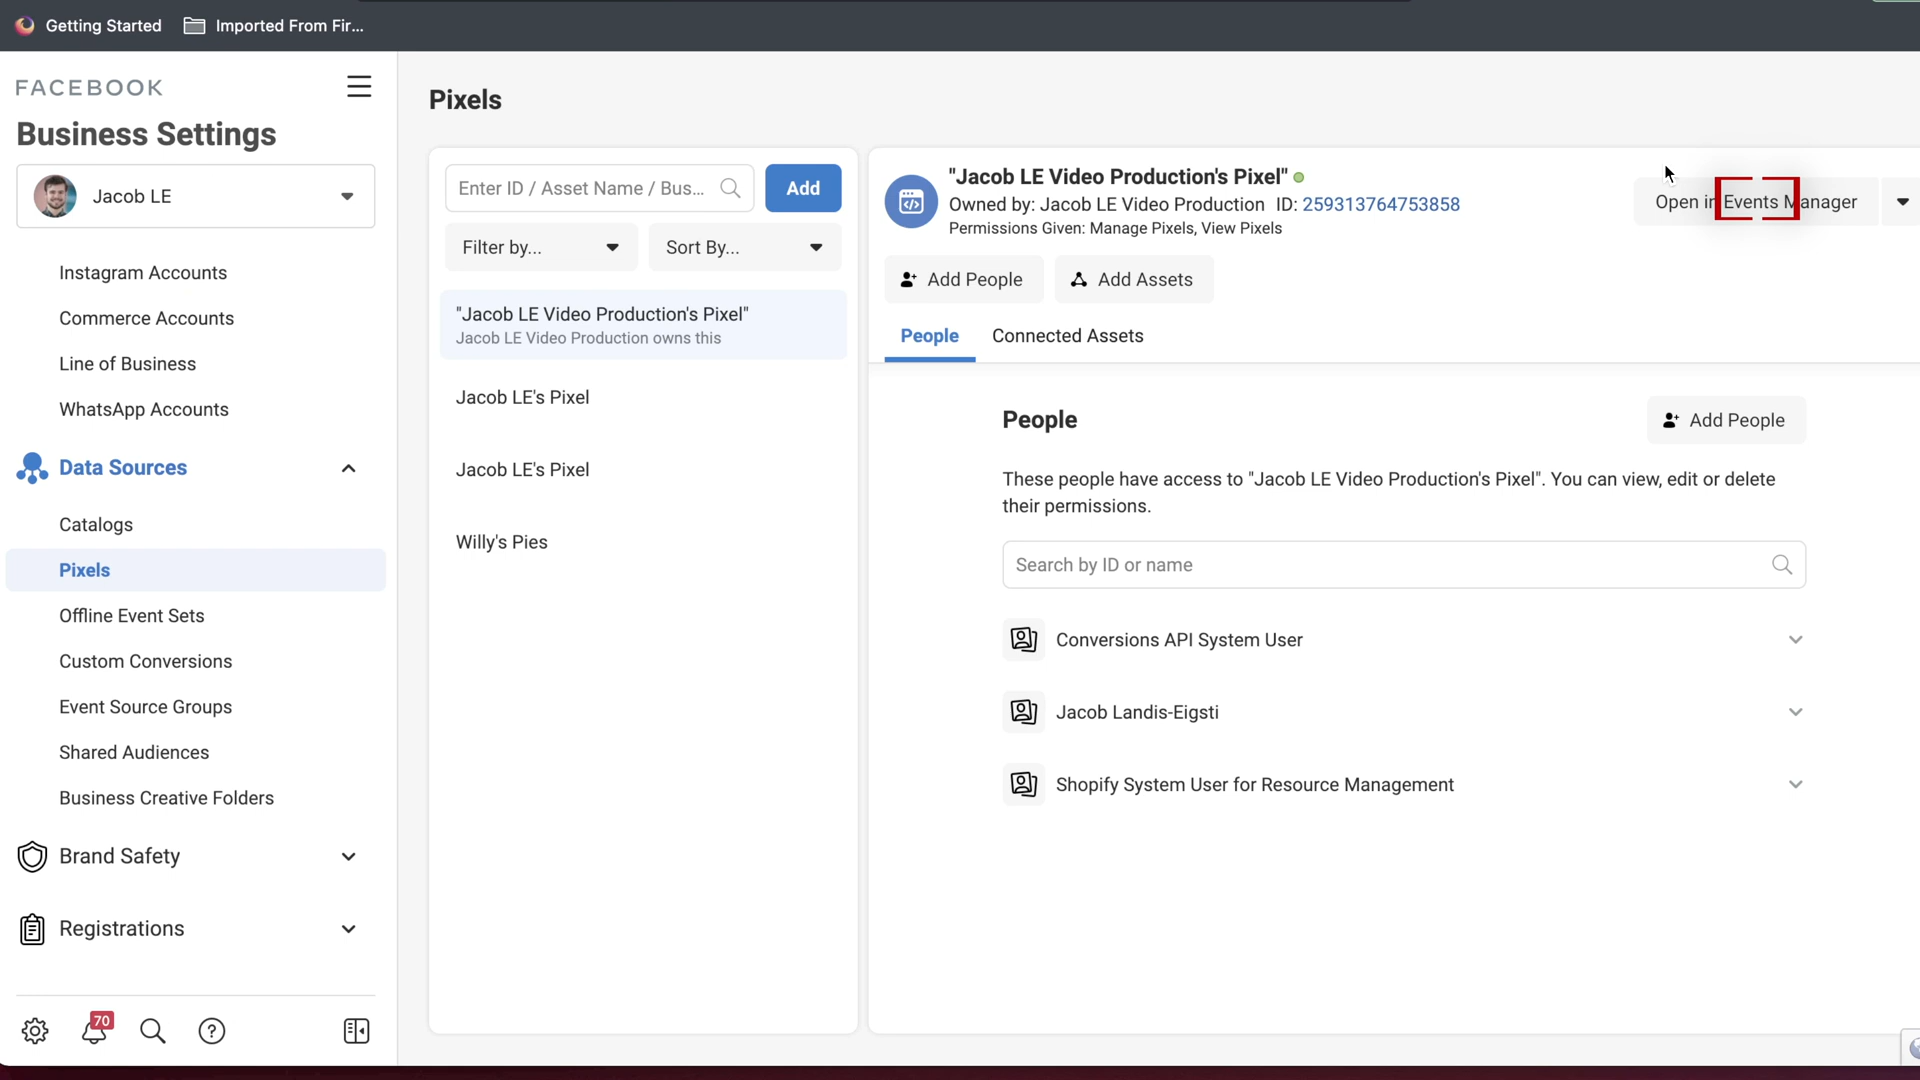 Getting Started
Imported From Fir...
FACEBOOK
Business Settings
Jacob LE
Instagram Accounts
Commerce Accounts
Line of Business
WhatsApp Accounts
Data Sources
Catalogs
Pixels
Offline Event Sets
Custom Conversions
Event Source Groups
Shared Audiences
Business Creative Folders
Brand Safety
Registrations
70
Pixels
Enter ID / Asset Name / Bus...
Add
Filter by...
Sort By...
"Jacob LE Video Production's Pixel"
Jacob LE Video Production owns this
Jacob LE's Pixel
Jacob LE's Pixel
Willy's Pies
"Jacob LE Video Production's Pixel"
Owned by: Jacob LE Video Production ID: 259313764753858
Permissions Given: Manage Pixels, View Pixels
Open in Events Manager
Add People
Add Assets
People
Connected Assets
People
Add People
These people have access to "Jacob LE Video Production's Pixel". You can view, edit or delete
their permissions.
Search by ID or name
Conversions API System User
Jacob Landis-Eigsti
Shopify System User for Resource Management